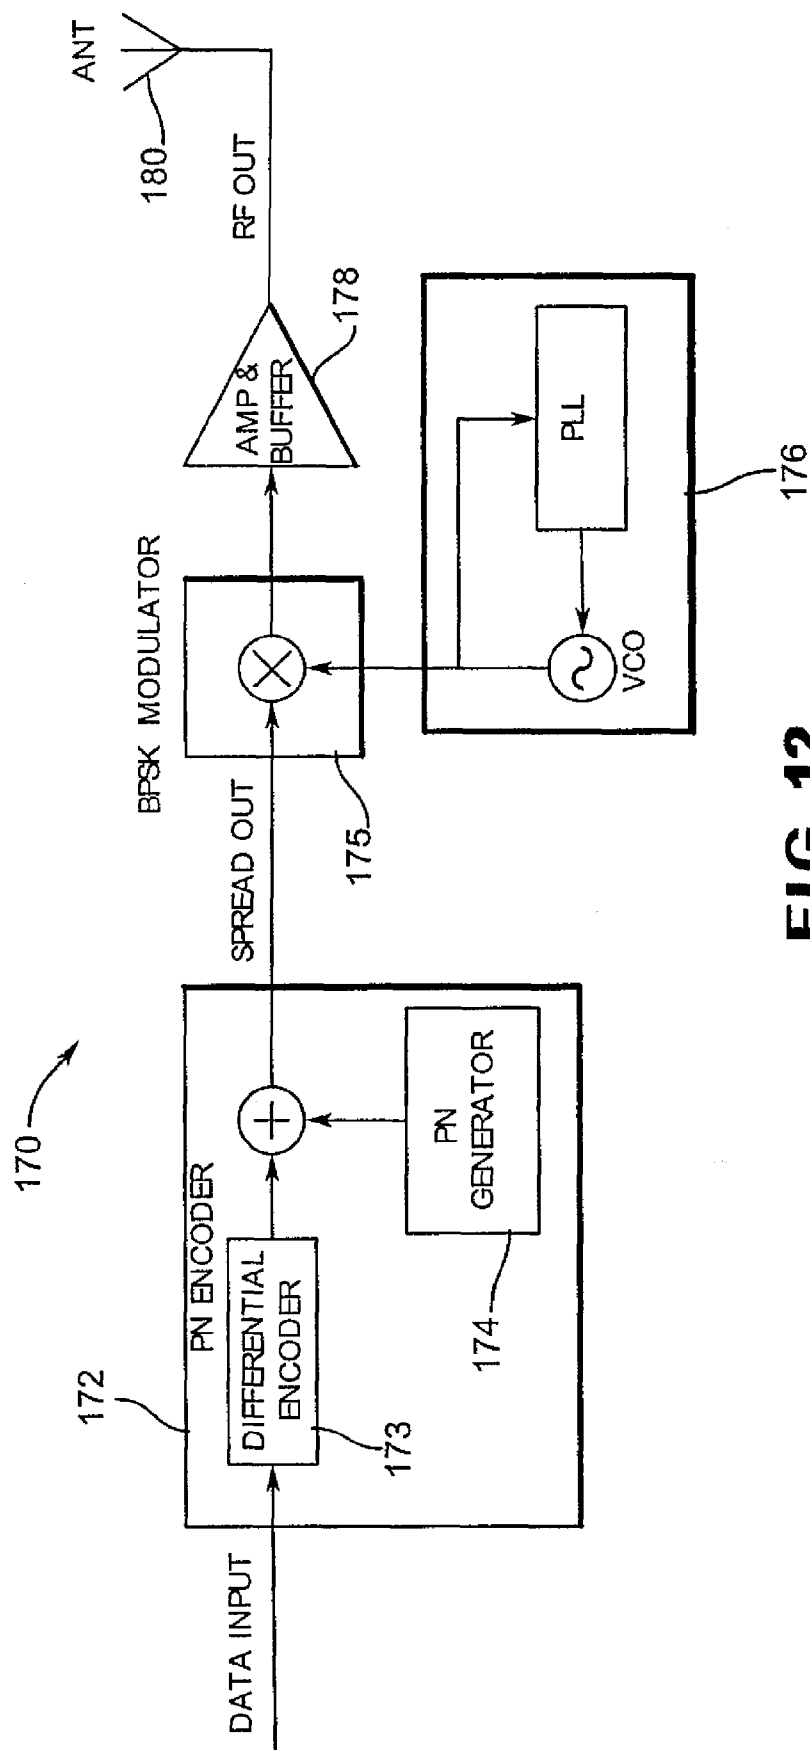 170
172
PN ENCODER
DATA INPUT
DIFFERENTIAL
ENCODER
173
PN
GENERATOR
174
SPREAD OUT
BPSK MODULATOR
175
AMP &
BUFFER
178
RF OUT
ANT
180
VCO
PLL
176
FIG. 12